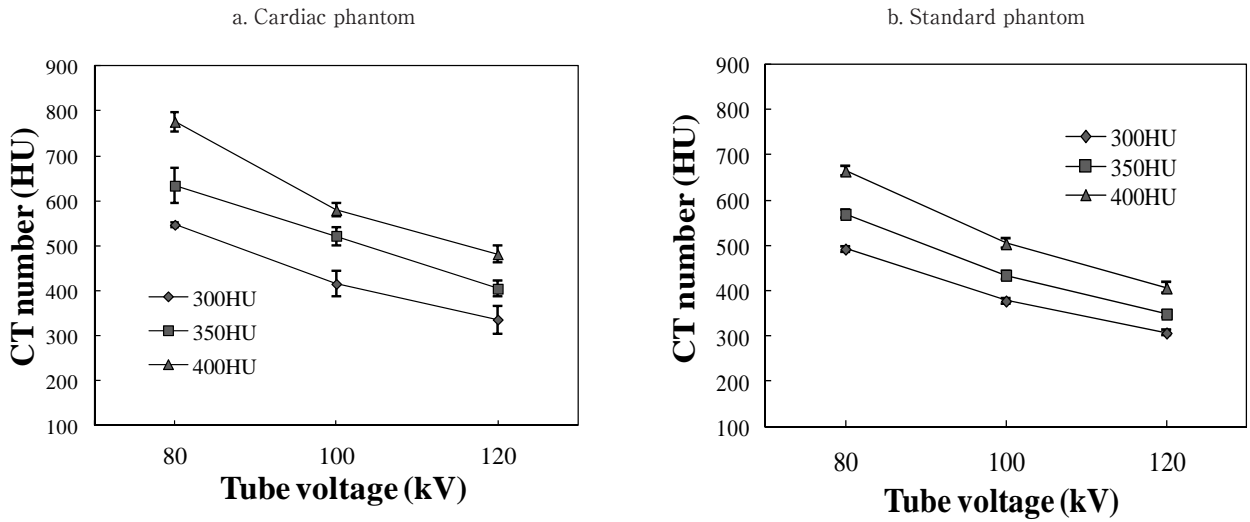 a. Cardiac phantom
900
800
700
600
500
400
300
200
100
CT number (HU)
300HU
350HU
400HU
80
100
120
Tube voltage (kV)
b. Standard phantom
900
800
700
600
500
400
300
200
100
CT number (HU)
300HU
350HU
400HU
80
100
120
Tube voltage (kV)